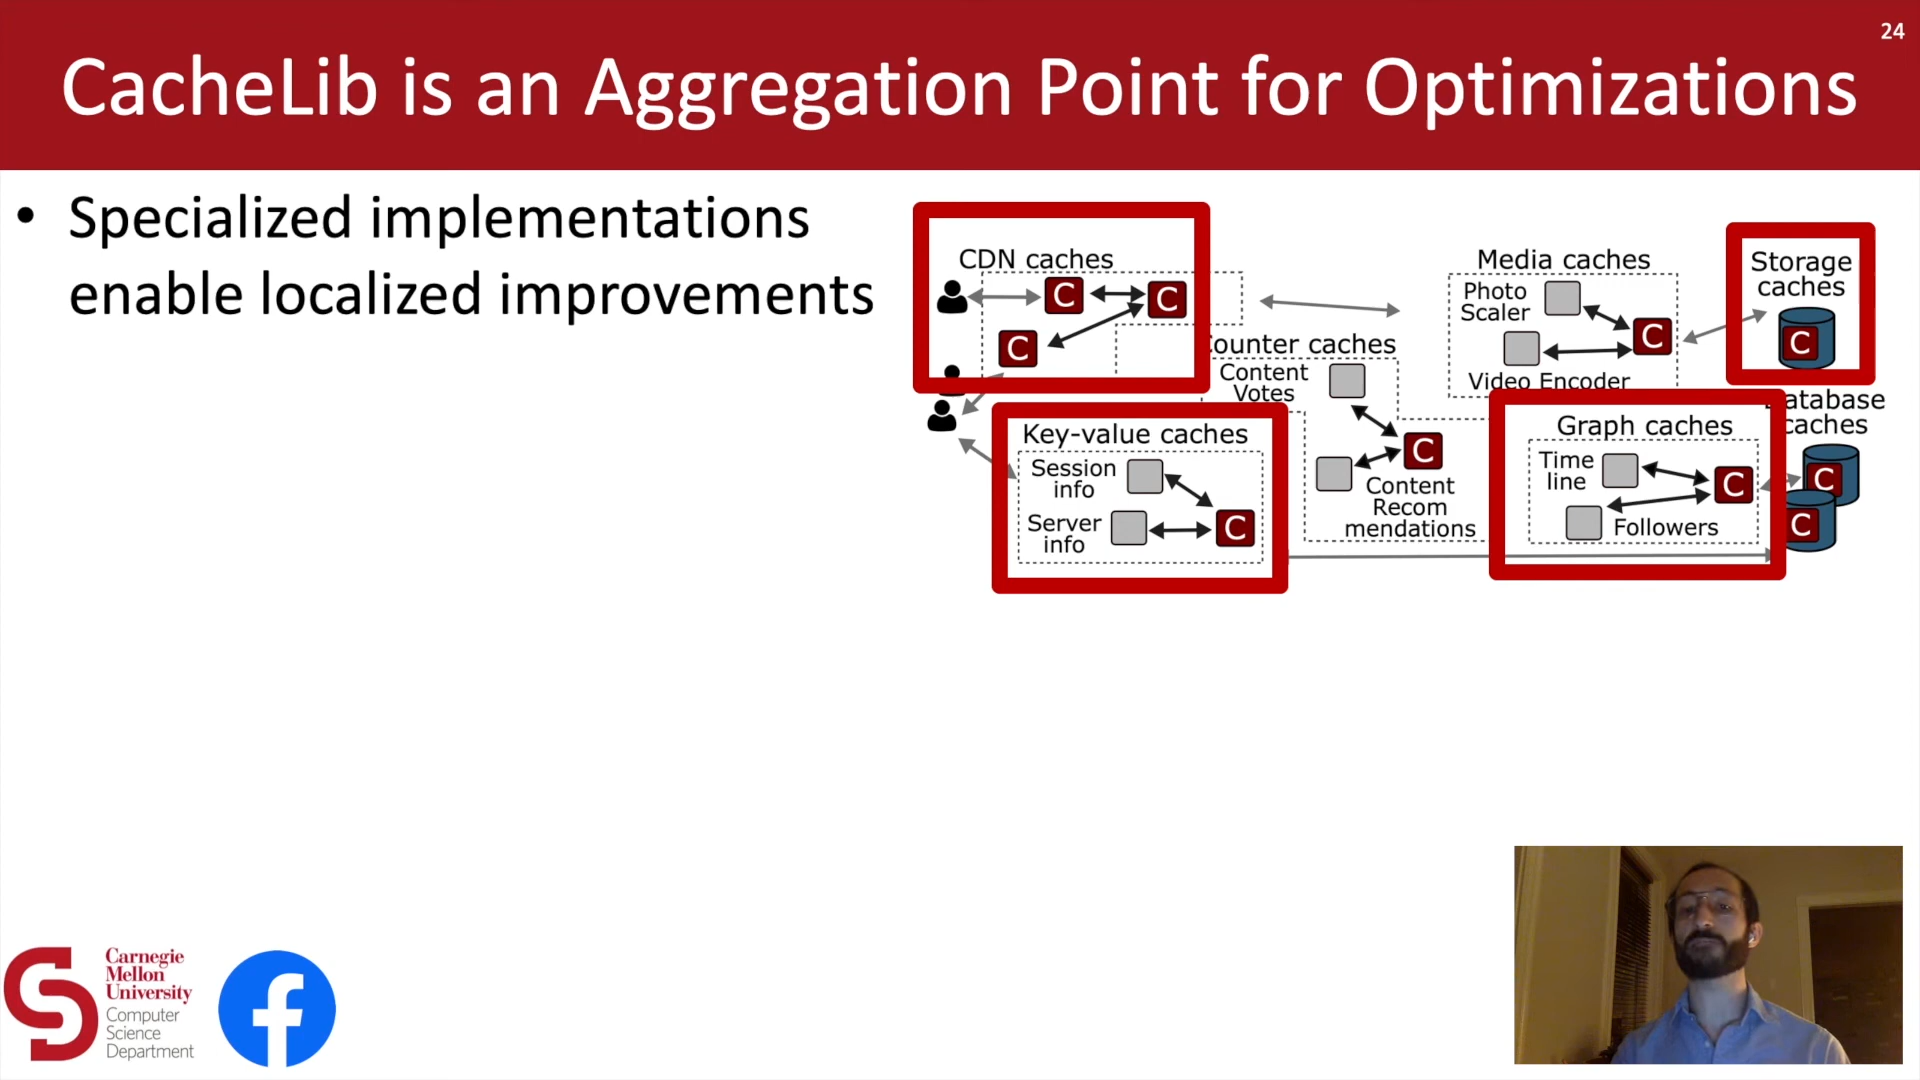 24
CacheLib is an Aggregation Point for Optimizations
• Specialized implementations
enable localized improvements
CDN caches
C
C
C
Counter caches
Content
Votes
C
Content
Recom
mendations
Media caches
Photo
Scaler
C
Video Encoder
Storage
caches
C
Key-value caches
Session
info
Server
info
C
Graph caches
Time
line
C
Followers
Database
caches
C
C
Carnegie
Mellon
University
Computer
Science
Department
f